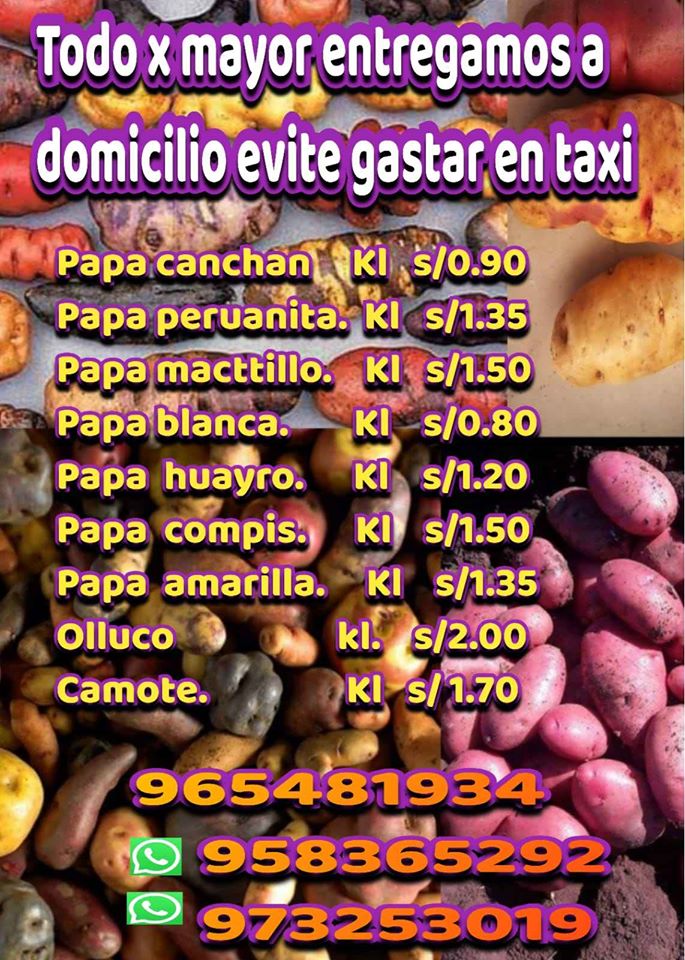 Todo x mayor entregamos a
domicilio evite gastar en taxi
Papa canchan Kl s/0.90
Papa peruanita. Kl s/1.35
Papa macttillo. Kl s/1.50
Papa blanca. Kl s/0.80
Papa huayro. Kl s/1.20
Papa compis. Kl s/1.50
Papa amarilla. Kl s/1.35
Olluco kl. s/2.00
Camote. Kl s/ 1.70
965481934
958365292
973253019